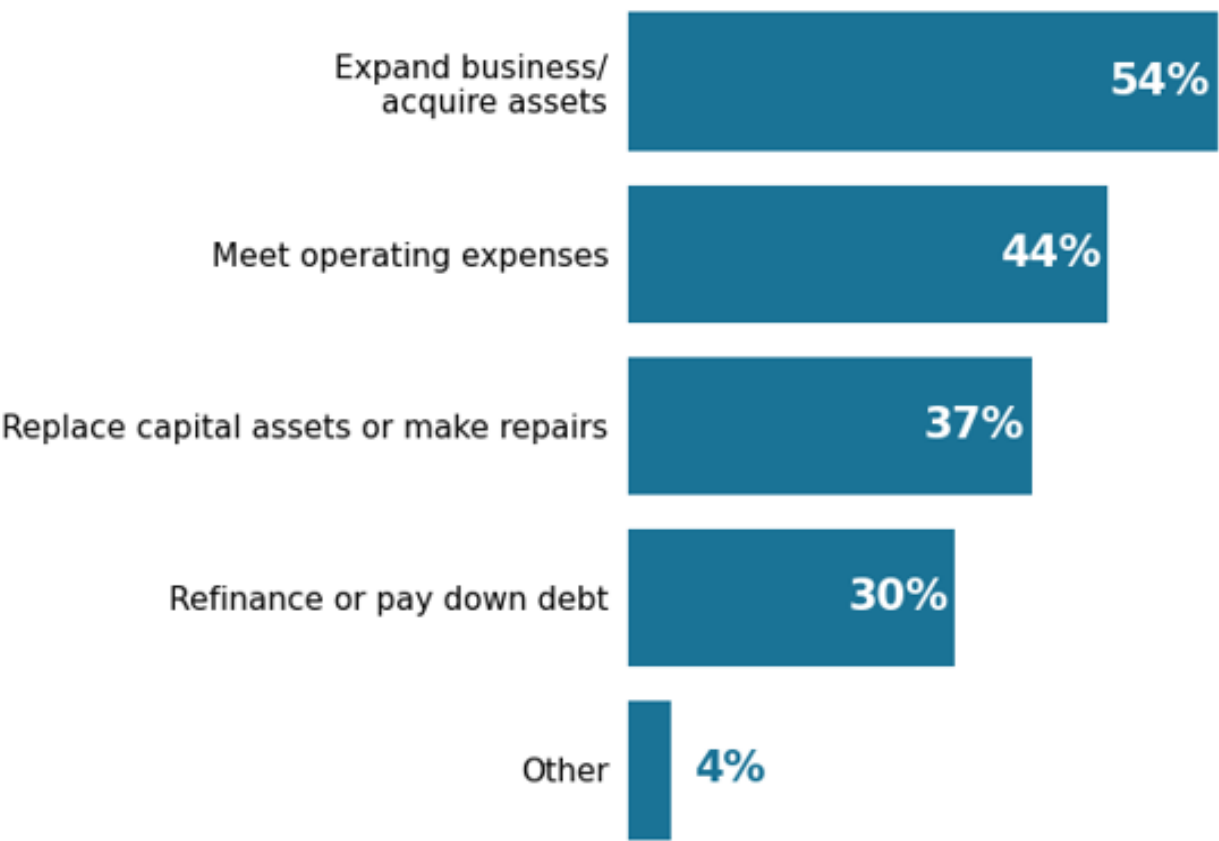 Expand business/
acquire assets
54%
Meet operating expenses
44%
Replace capital assets or make repairs
37%
Refinance or pay down debt
30%
Other
4%